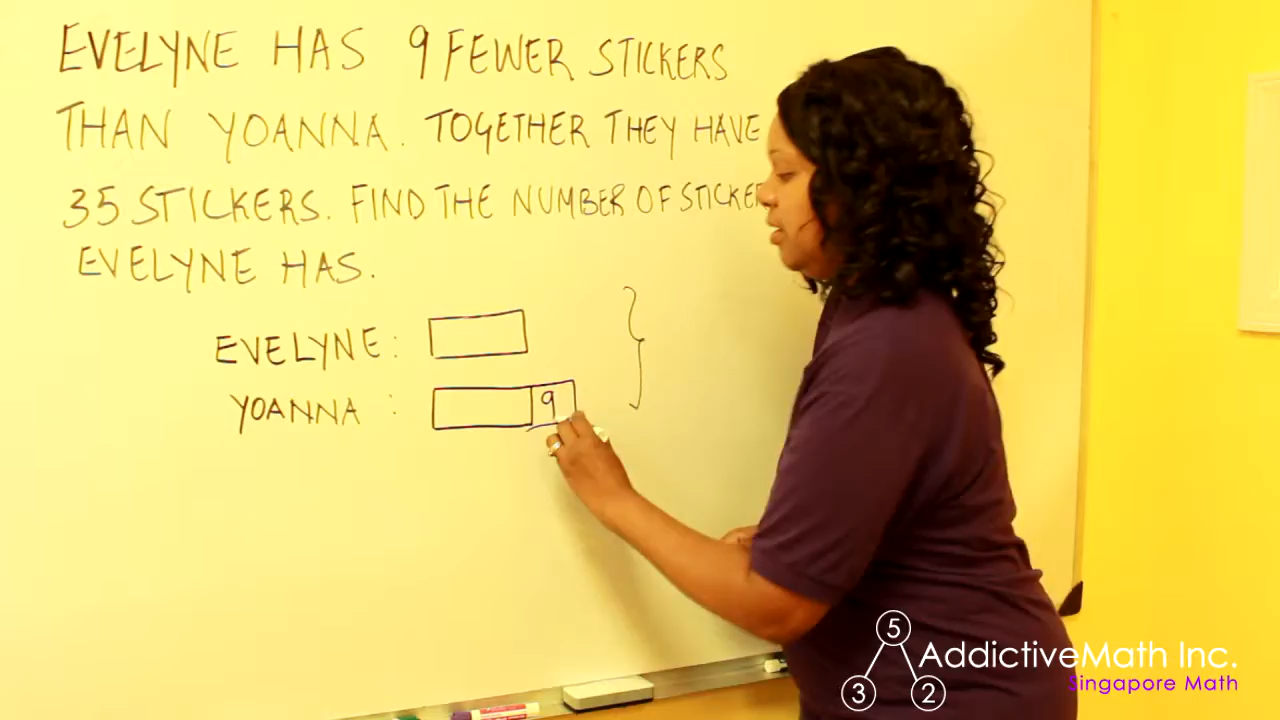 EVELYNE HAS 9 FEWER STICKERS
THAN YOANNA. TOGETHER THEY HAVE
35 STICKERS. FIND THE NUMBER OF STICKER
EVELYNE HAS.
EVELYNE:
YOANNA : 9
5
3 2
AddictiveMath Inc.
Singapore Math